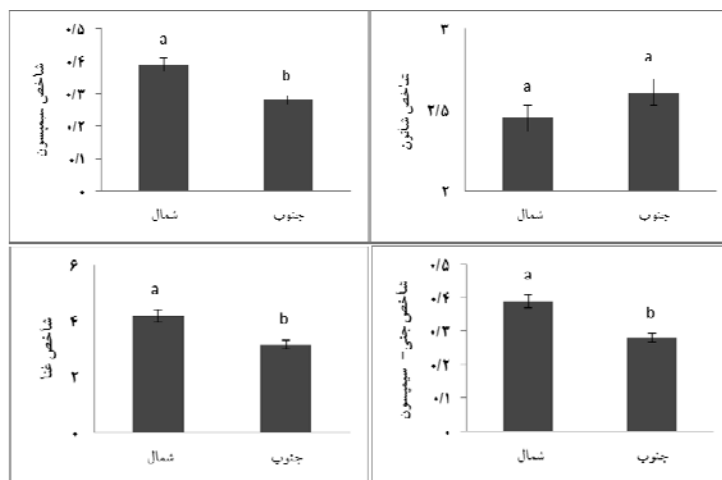 شاخص سیمپسون
۰/۵
۰/۴
۰/۳
۰/۲
۰/۱
۰
a
b
شمال
جنوب
شاخص شانون
۳
۲/۵
۲
a
a
شمال
جنوب
شاخص غنا
۶
۴
۲
۰
a
b
شمال
جنوب
شاخص جنی - سیمپسون
۰/۵
۰/۴
۰/۳
۰/۲
۰/۱
۰
a
b
شمال
جنوب